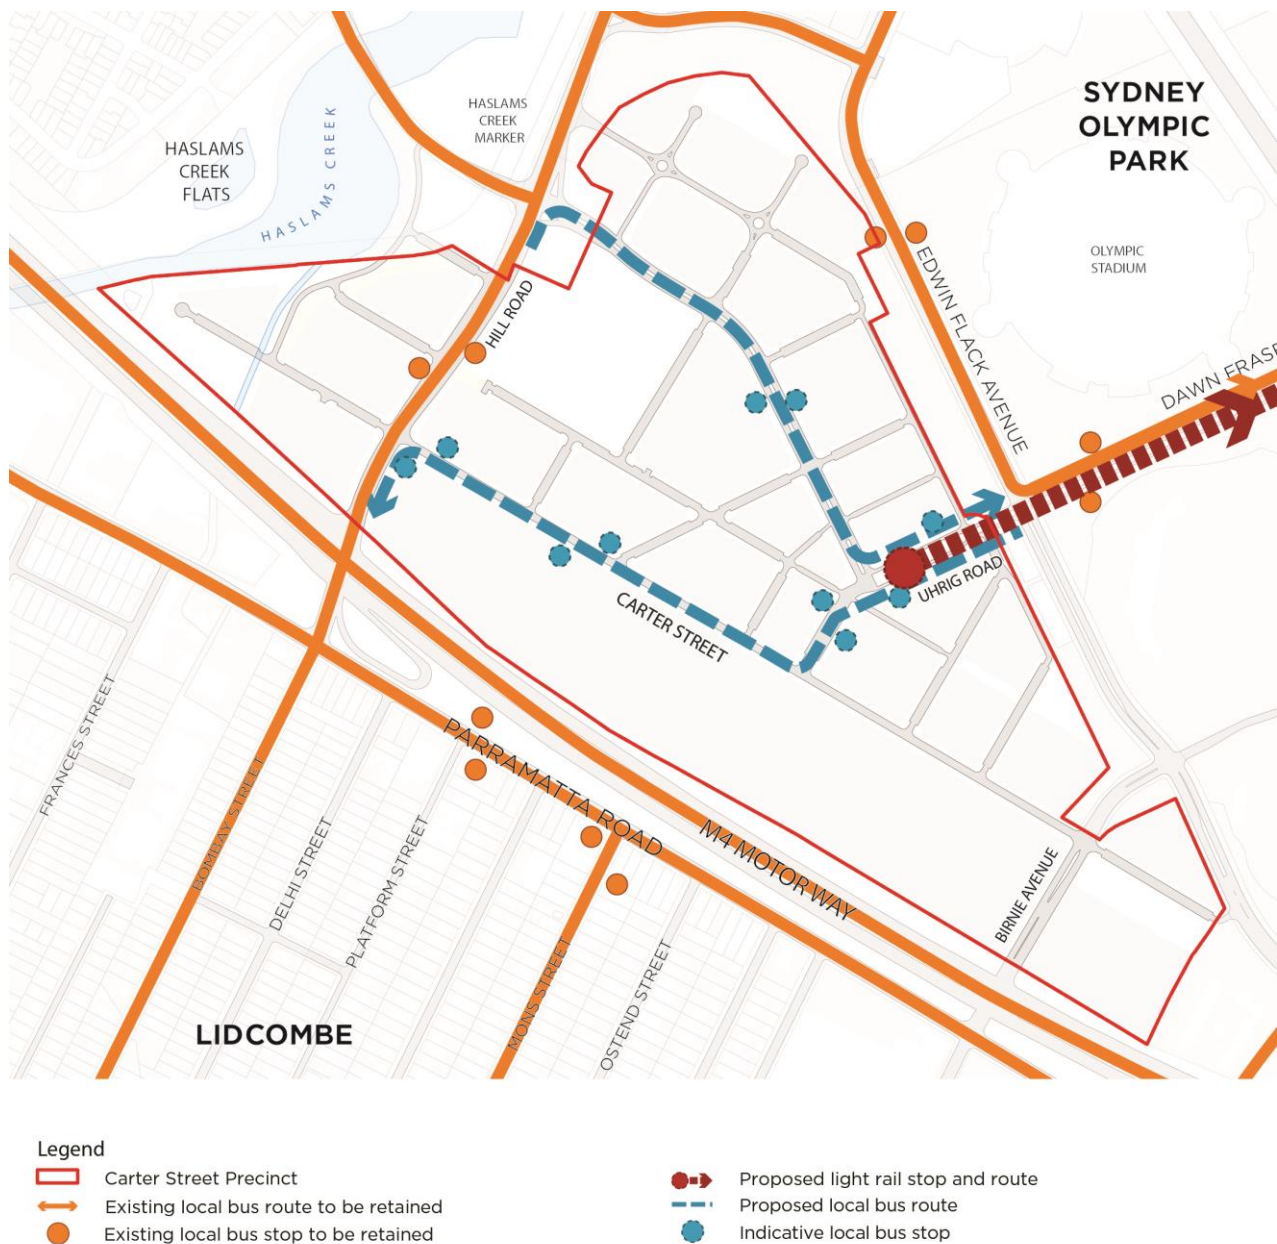 SYDNEY
OLYMPIC
PARK
HASLAMS
CREEK
MARKER
HASLAMS
CREEK
FLATS
HASLAMS CREEK
OLYMPIC
STADIUM
EDWIN FLACK AVENUE
HILL ROAD
DAWN FRASE
UHRIG ROAD
CARTER STREET
FRANCES STREET
PARRAMATTA ROAD
M4 MOTORWAY
BOMBAY STREET
DELHI STREET
PLATFORM STREET
BIRNIE AVENUE
MONS STREET
OSTEND STREET
LIDCOMBE
Legend
Carter Street Precinct
Existing local bus route to be retained
Existing local bus stop to be retained
Proposed light rail stop and route
Proposed local bus route
Indicative local bus stop